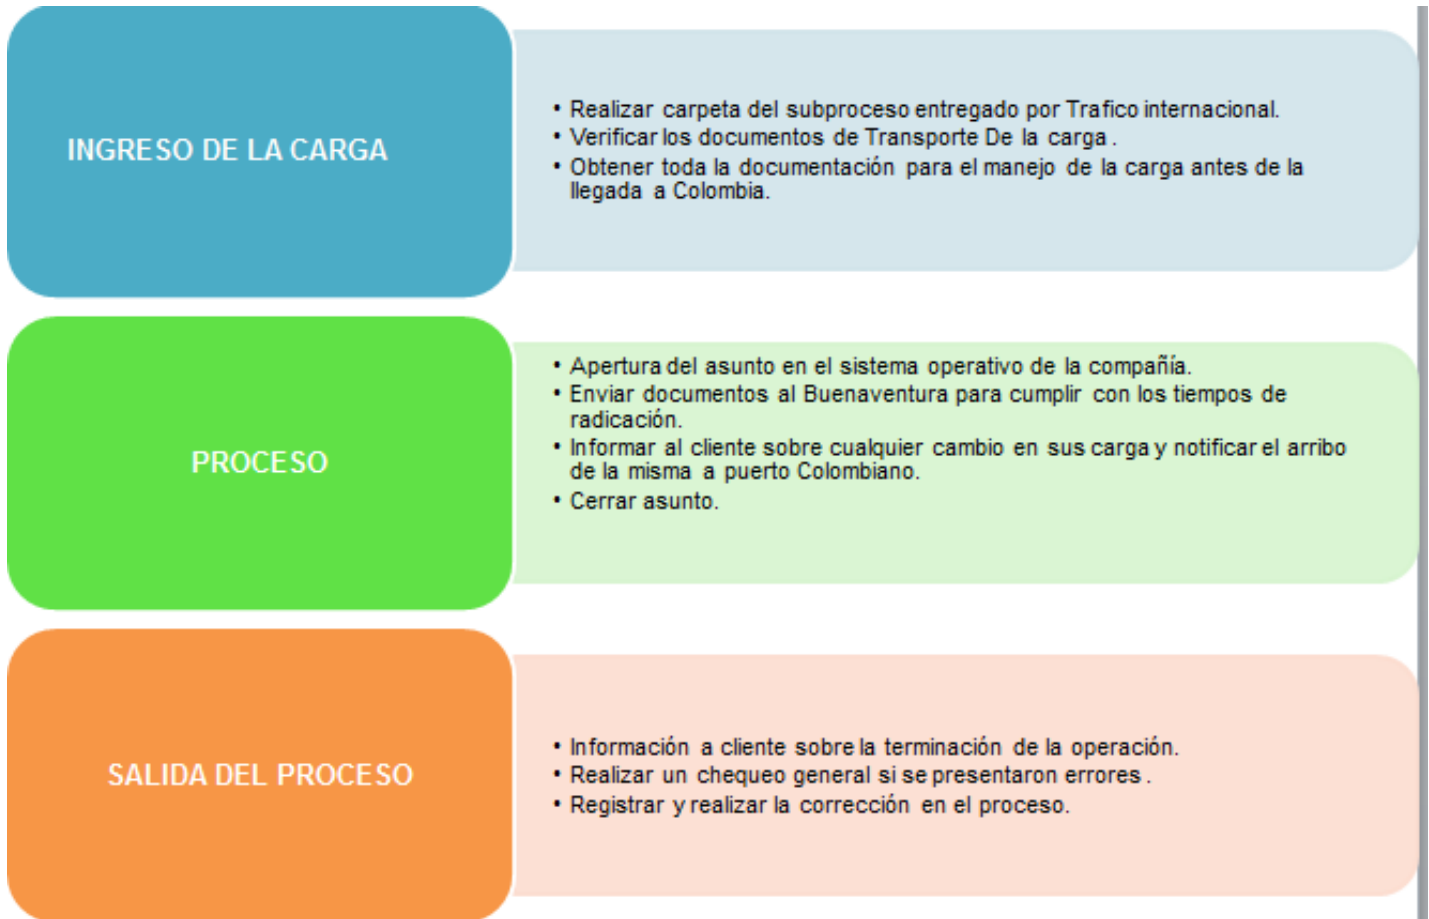 INGRESO DE LA CARGA
• Realizar carpeta del subproceso entregado por Trafico internacional.
• Verificar los documentos de Transporte De la carga .
• Obtener toda la documentación para el manejo de la carga antes de la
llegada a Colombia.
PROCESO
• Apertura del asunto en el sistema operativo de la compañía.
• Enviar documentos al Buenaventura para cumplir con los tiempos de
radicación.
• Informar al cliente sobre cualquier cambio en sus carga y notificar el arribo
de la misma a puerto Colombiano.
• Cerrar asunto.
SALIDA DEL PROCESO
• Información a cliente sobre la terminación de la operación.
• Realizar un chequeo general si se presentaron errores .
• Registrar y realizar la corrección en el proceso.